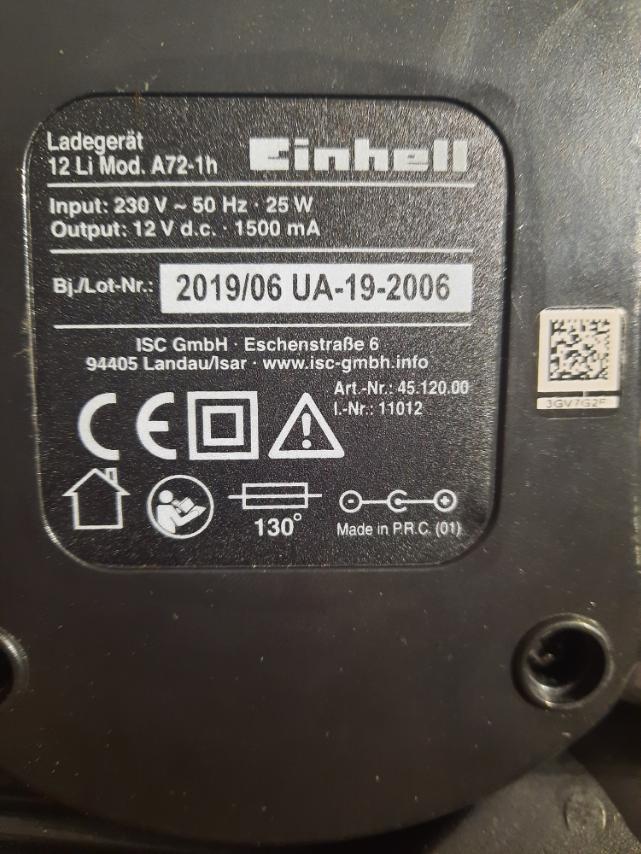 Ladegerät
12 Li Mod. A72-1h
Einhell
Input: 230 V ~ 50 Hz · 25 W
Output: 12 V d.c. · 1500 mA
Bj./Lot-Nr.: 2019/06 UA-19-2006
ISC GmbH · Eschenstraße 6
94405 Landau/Isar · www.isc-gmbh.info
Art.-Nr.: 45.120.00
I.-Nr.: 11012
CE
130°
Made in P.R.C. (01)